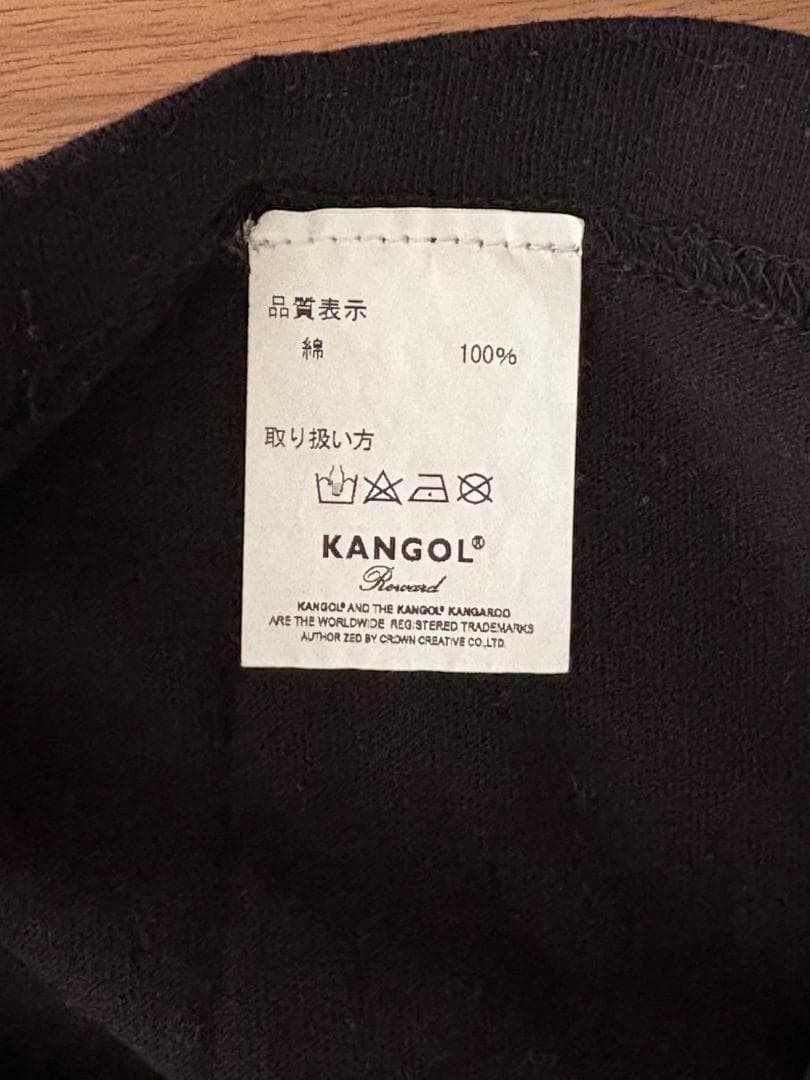 品質表示
綿 100%
取り扱い方
KANGOL®
Reward
KANGOL® AND THE KANGOL® KANGAROO
ARE THE WORLDWIDE REGISTERED TRADEMARKS
AUTHOR ZED BY CROWN CREATIVE CO.,LTD.